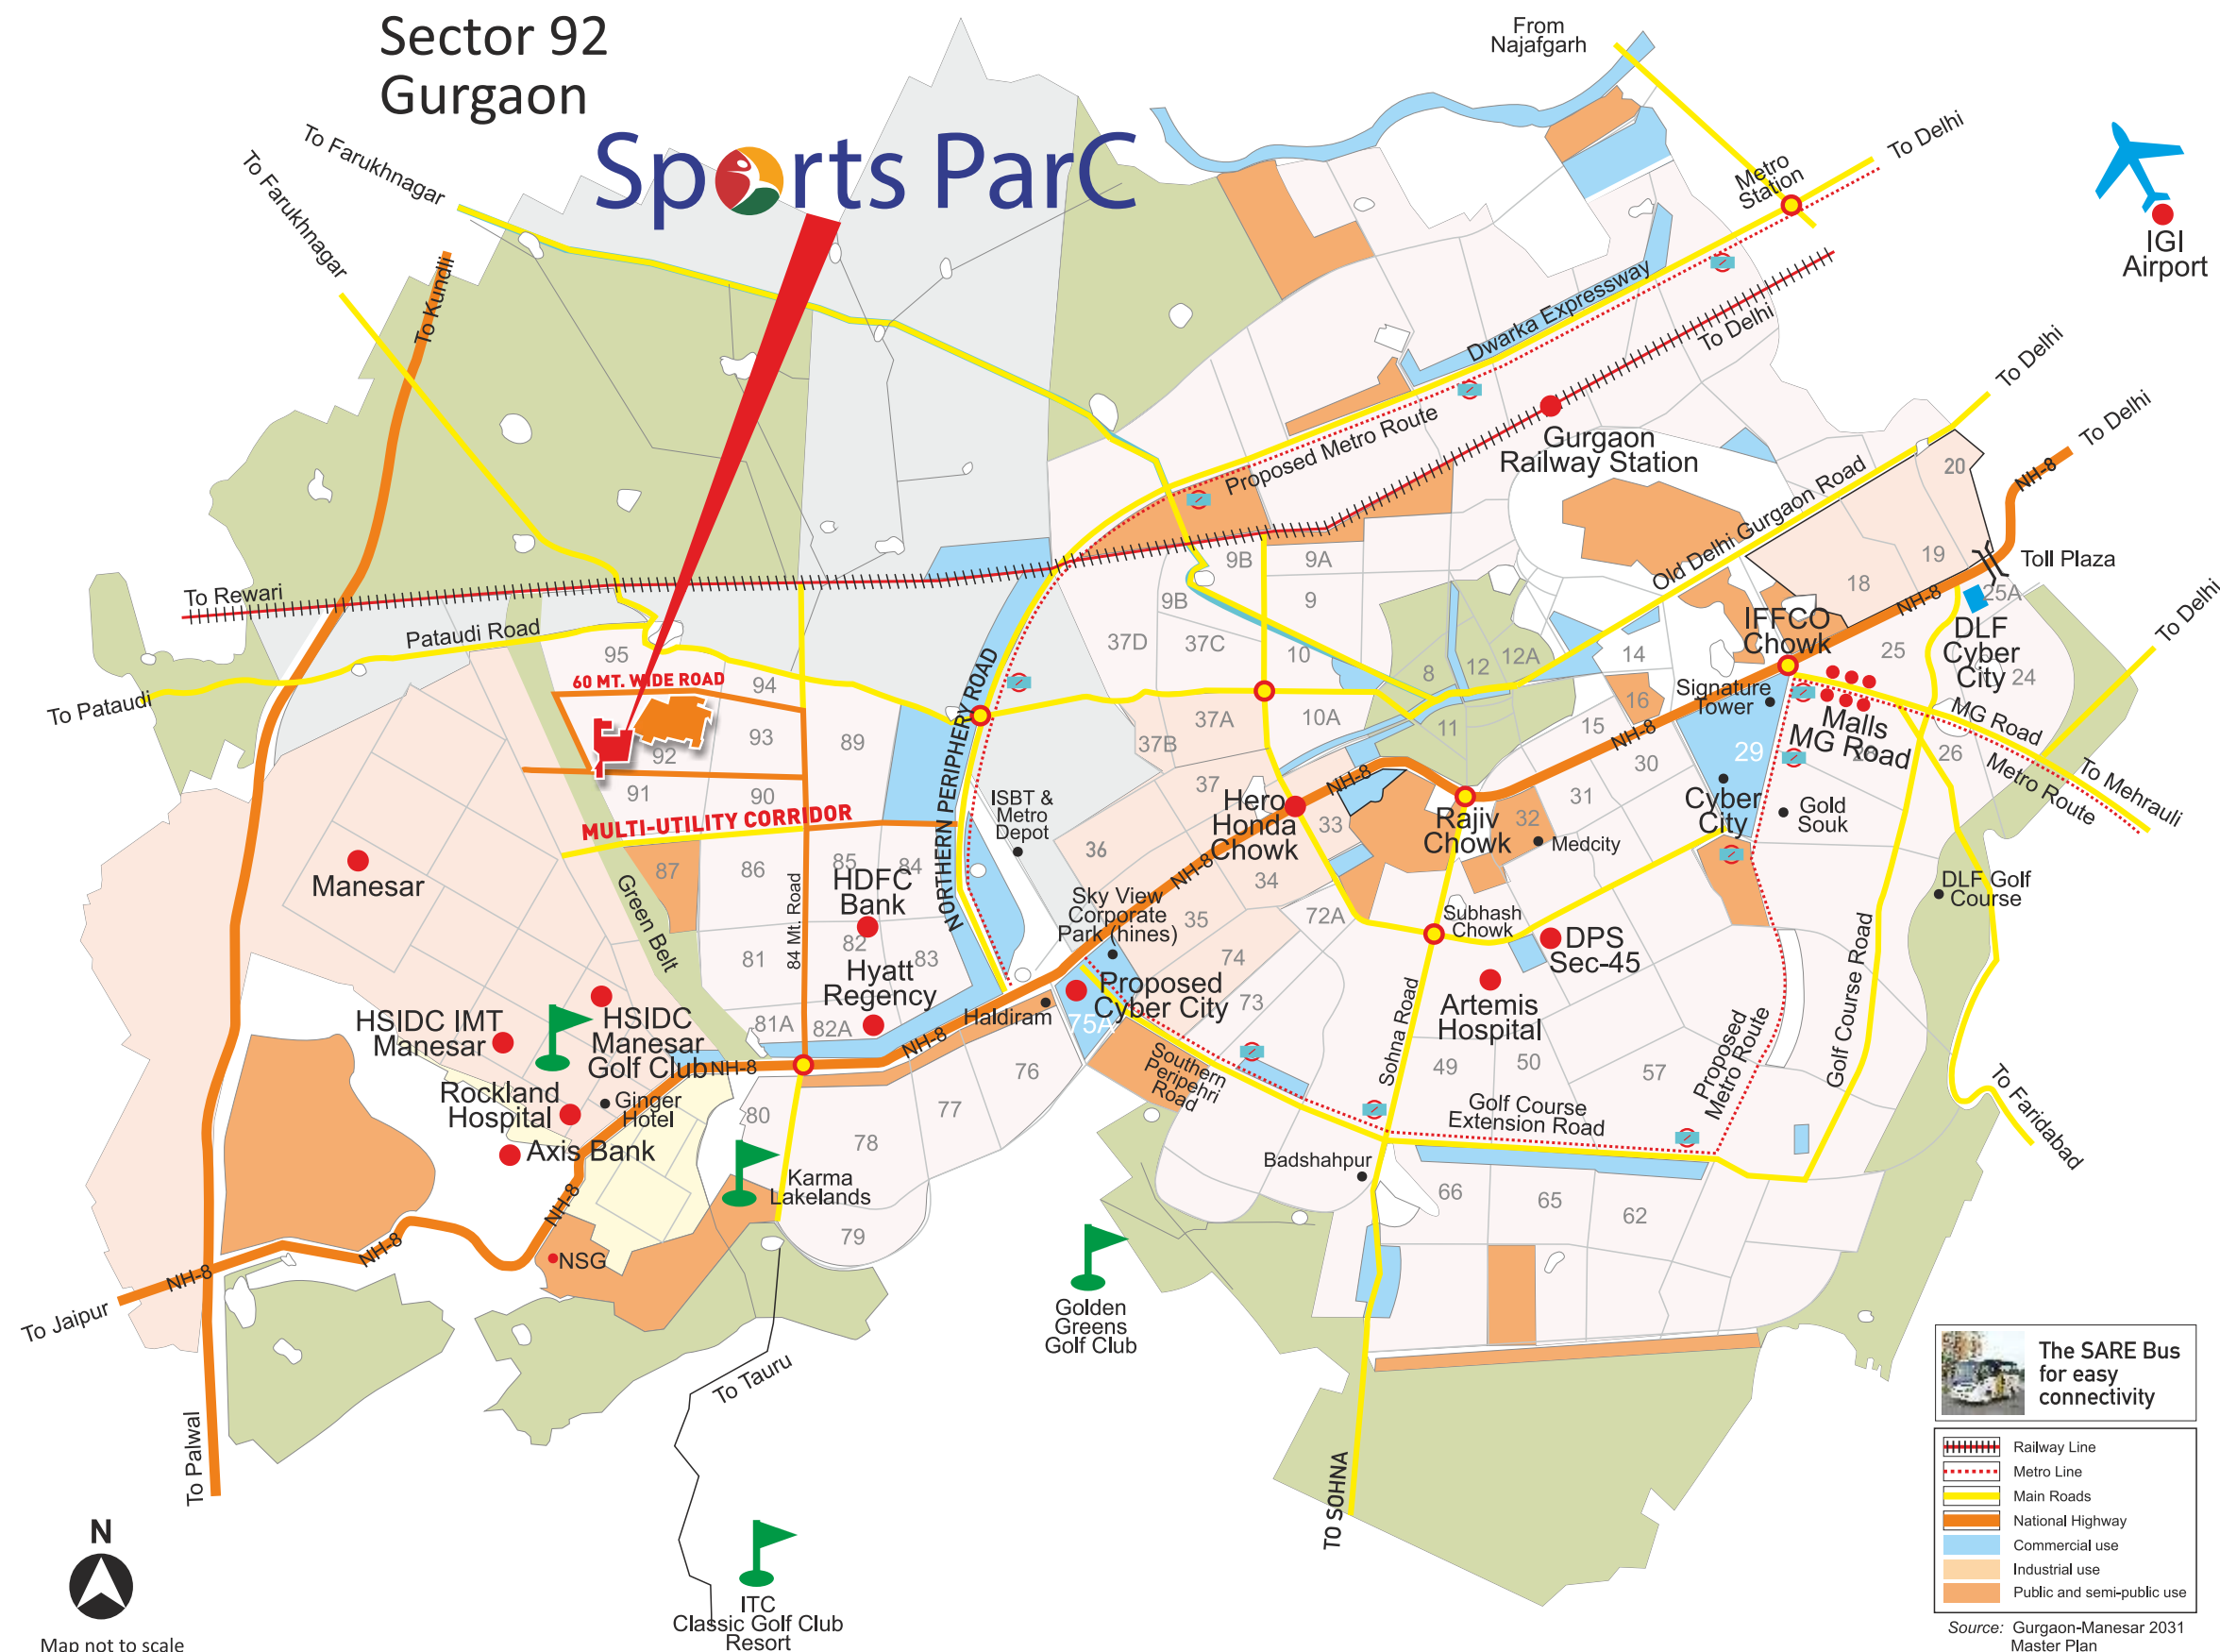 Sector 92
Gurgaon
Sports ParC
From
Najafgarh
To Farukhnagar
To Farukhnagar
To Kundli
Metro
Station
To Delhi
IGI
Airport
Dwarka Expressway
To Delhi
Proposed Metro Route
Gurgaon
Railway Station
To Delhi
To Delhi
NH-8
20
Old Delhi Gurgaon Road
19
18
Toll Plaza
NH-8
25A
To Delhi
To Rewari
Pataudi Road
To Pataudi
95
60 MT. WIDE ROAD
94
93
92
91
90
89
MULTI-UTILITY CORRIDOR
NORTHERN PERIPHERY ROAD
9B
9A
9B
9
37D
37C
10
8
12
12A
14
IFFCO
Chowk
25
DLF
Cyber
City
24
16
Signature
Tower
Malls
MG Road
MG Road
28
26
Metro Route
To Mehrauli
37A
37B
10A
11
15
NH-8
29
30
31
37
NH-8
Hero
Honda
Chowk
33
Rajiv
Chowk
32
Medcity
Cyber
City
Gold
Souk
ISBT &
Metro
Depot
36
NH-8
34
35
Manesar
87
86
85
84
HDFC
Bank
82
83
81
84 Mt. Road
Green Belt
Hyatt
Regency
81A
82A
Sky View
Corporate
Park (hines)
72A
74
73
Subhash
Chowk
DPS
Sec-45
DLF Golf
Course
Proposed
Cyber City
75A
Haldiram
NH-8
Artemis
Hospital
Sohna Road
Golf Course Road
Proposed
Metro Route
HSIDC IMT
Manesar
HSIDC
Manesar
Golf Club
NH-8
Rockland
Hospital
Ginger
Hotel
Axis Bank
80
76
77
78
79
Southern
Peripehri
Road
49
50
57
Golf Course
Extension Road
To Faridabad
Karma
Lakelands
Badshahpur
66
65
62
NH-8
NSG
NH-8
NH-8
To Jaipur
To Palwal
Golden
Greens
Golf Club
To Tauru
TO SOHNA
ITC
Classic Golf Club
Resort
N
Map not to scale
The SARE Bus
for easy
connectivity
Railway Line
Metro Line
Main Roads
National Highway
Commercial use
Industrial use
Public and semi-public use
Source: Gurgaon-Manesar 2031
Master Plan